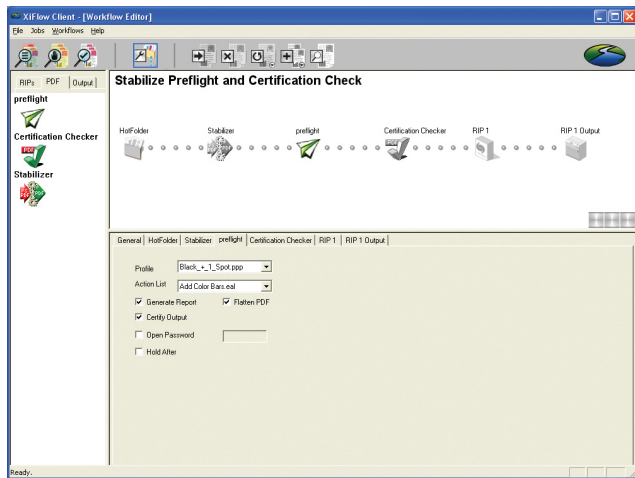 XiFlow Client - [Workflow Editor]
File Jobs Workflows Help
RIPs PDF Output
Stabilize Preflight and Certification Check
preflight
Certification Checker
Stabilizer
HotFolder Stabilizer preflight Certification Checker RIP 1 RIP 1 Output
General HotFolder Stabilizer preflight Certification Checker RIP 1 RIP 1 Output
Profile Black_+_1_Spot.ppp
Action List Add Color Bars.eal
Generate Report Flatten PDF
Certify Output
Open Password
Hold After
Ready.